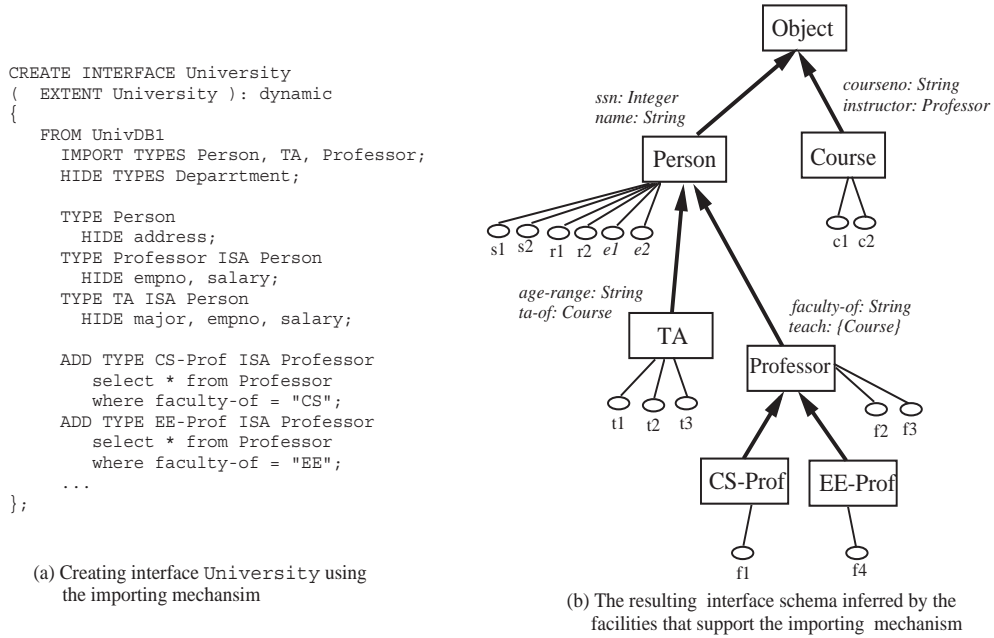 CREATE INTERFACE University
( EXTENT University ): dynamic
{
FROM UnivDB1
IMPORT TYPES Person, TA, Professor;
HIDE TYPES Deparrtment;
TYPE Person
HIDE address;
TYPE Professor ISA Person
HIDE empno, salary;
TYPE TA ISA Person
HIDE major, empno, salary;
ADD TYPE CS-Prof ISA Professor
select * from Professor
where faculty-of = "CS";
ADD TYPE EE-Prof ISA Professor
select * from Professor
where faculty-of = "EE";
...
};
(a) Creating interface University using
the importing mechansim
Object
ssn: Integer
name: String
courseno: String
instructor: Professor
Person
Course
s1 s2 r1 r2 e1 e2
c1 c2
age-range: String
ta-of: Course
faculty-of: String
teach: {Course}
TA
Professor
t1 t2 t3
f2 f3
CS-Prof
EE-Prof
f1
f4
(b) The resulting interface schema inferred by the
facilities that support the importing mechanism